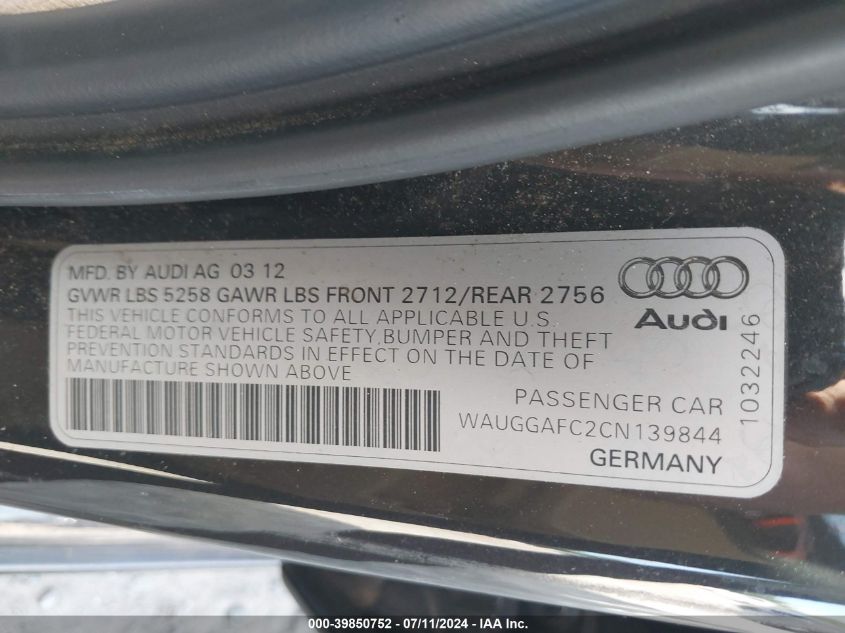 MFD. BY AUDI AG 03 12
GVWR LBS 5258 GAWR LBS FRONT 2712/REAR 2756
THIS VEHICLE CONFORMS TO ALL APPLICABLE U.S.
FEDERAL MOTOR VEHICLE SAFETY, BUMPER AND THEFT
PREVENTION STANDARDS IN EFFECT ON THE DATE OF
MANUFACTURE SHOWN ABOVE
Audi
1032246
PASSENGER CAR
WAUGGAFC2CN139844
GERMANY
000-39850752 - 07/11/2024 - IAA Inc.